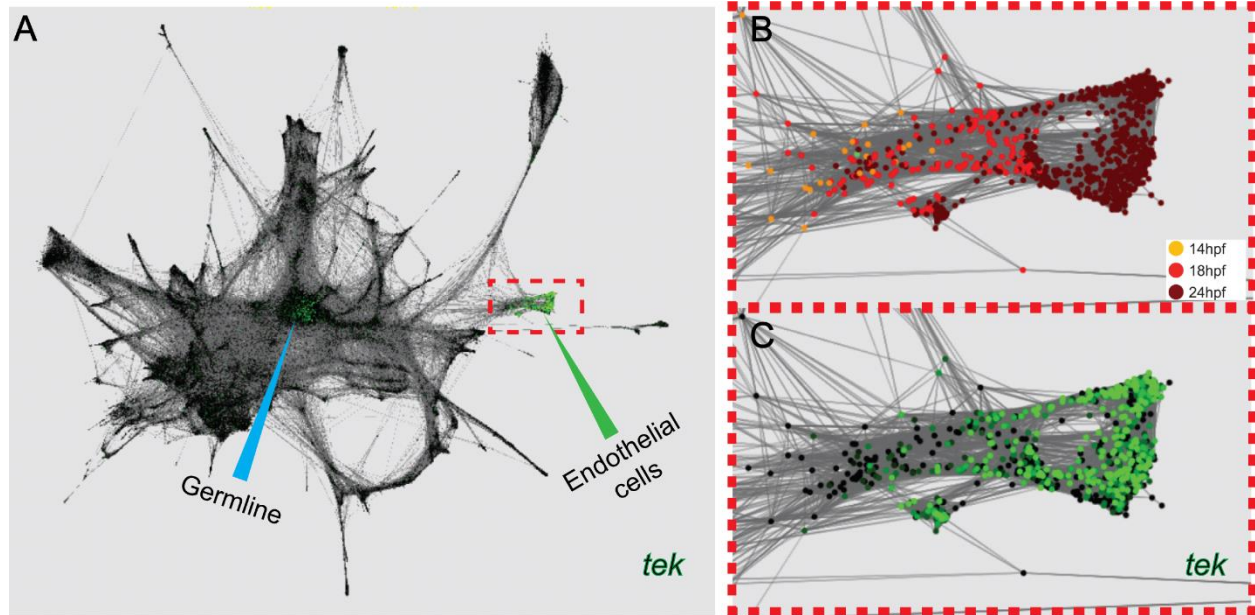 A
Germline
Endothelial
cells
tek
B
14hpf
18hpf
24hpf
C
tek